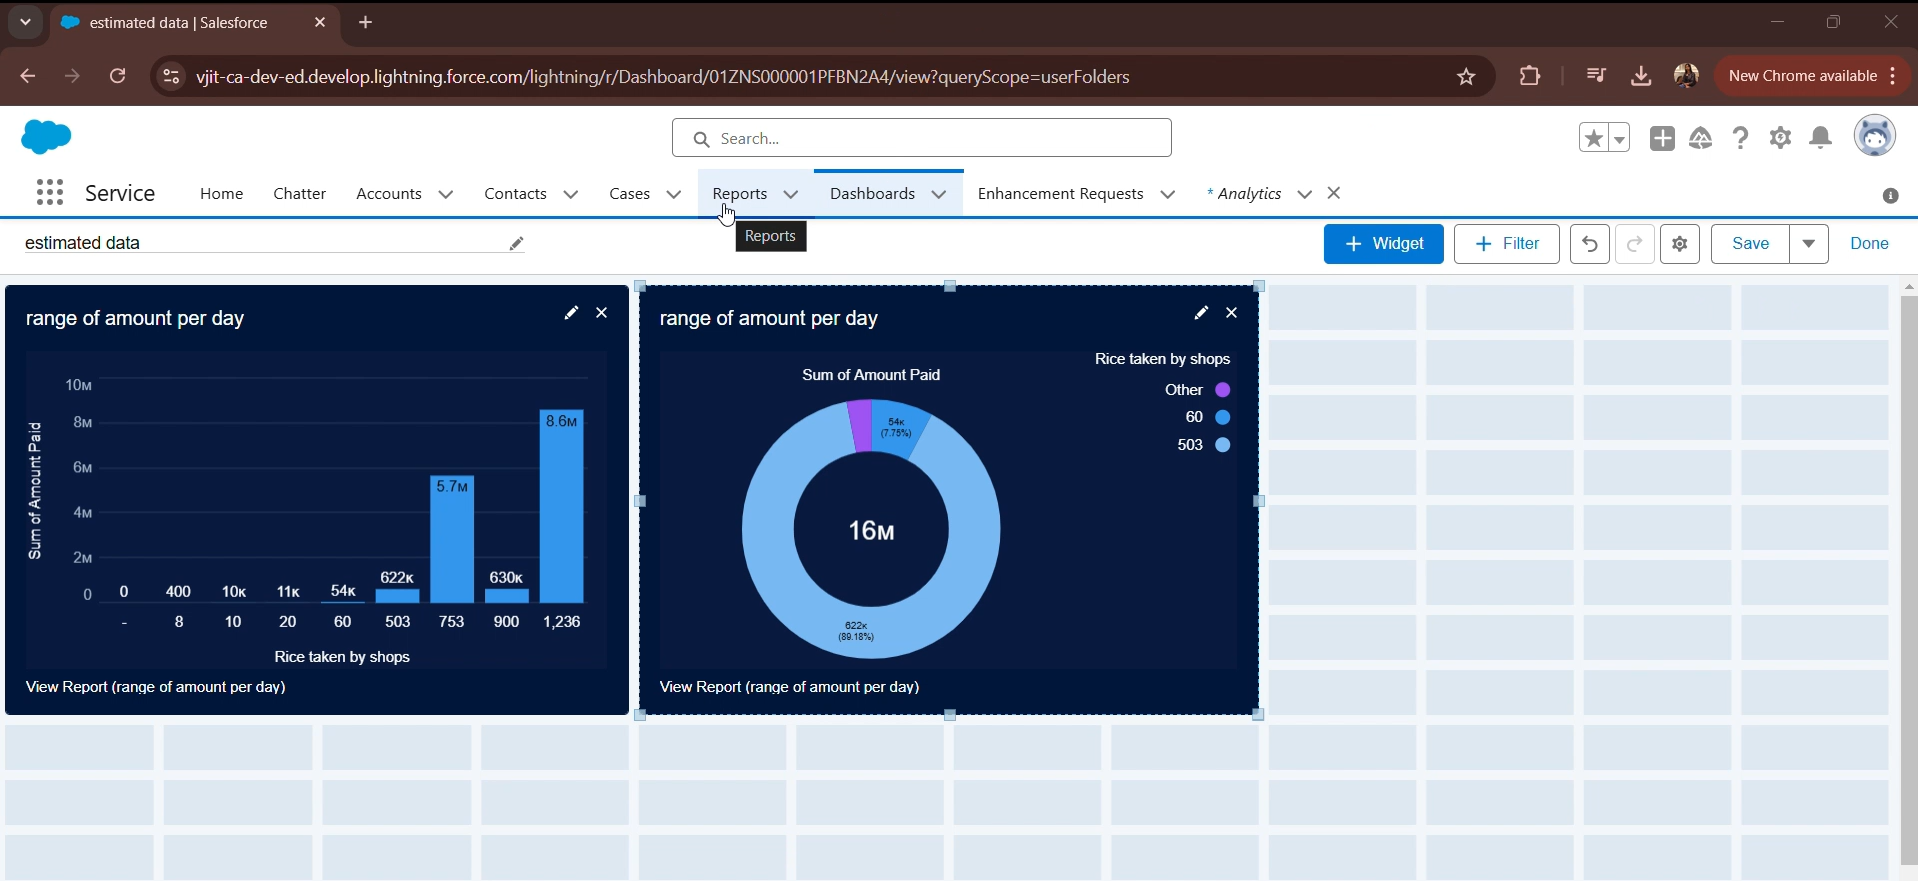 estimated data | Salesforce
vjit-ca-dev-ed.develop.lightning.force.com/lightning/r/Dashboard/01ZNS000001PFBN2A4/view?queryScope=userFolders
New Chrome available
Search...
Service Home Chatter Accounts Contacts Cases Reports Dashboards Enhancement Requests * Analytics
Reports
estimated data
+ Widget + Filter Save Done
range of amount per day
Sum of Amount Paid
10M
8M
6M
4M
2M
0
0 400 10K 11K 54K 622K 5.7M 630K 8.6M
- 8 10 20 60 503 753 900 1,236
Rice taken by shops
View Report (range of amount per day)
range of amount per day
Sum of Amount Paid
Rice taken by shops
Other
60
503
54K
(7.75%)
16M
622K
(89.18%)
View Report (range of amount per day)